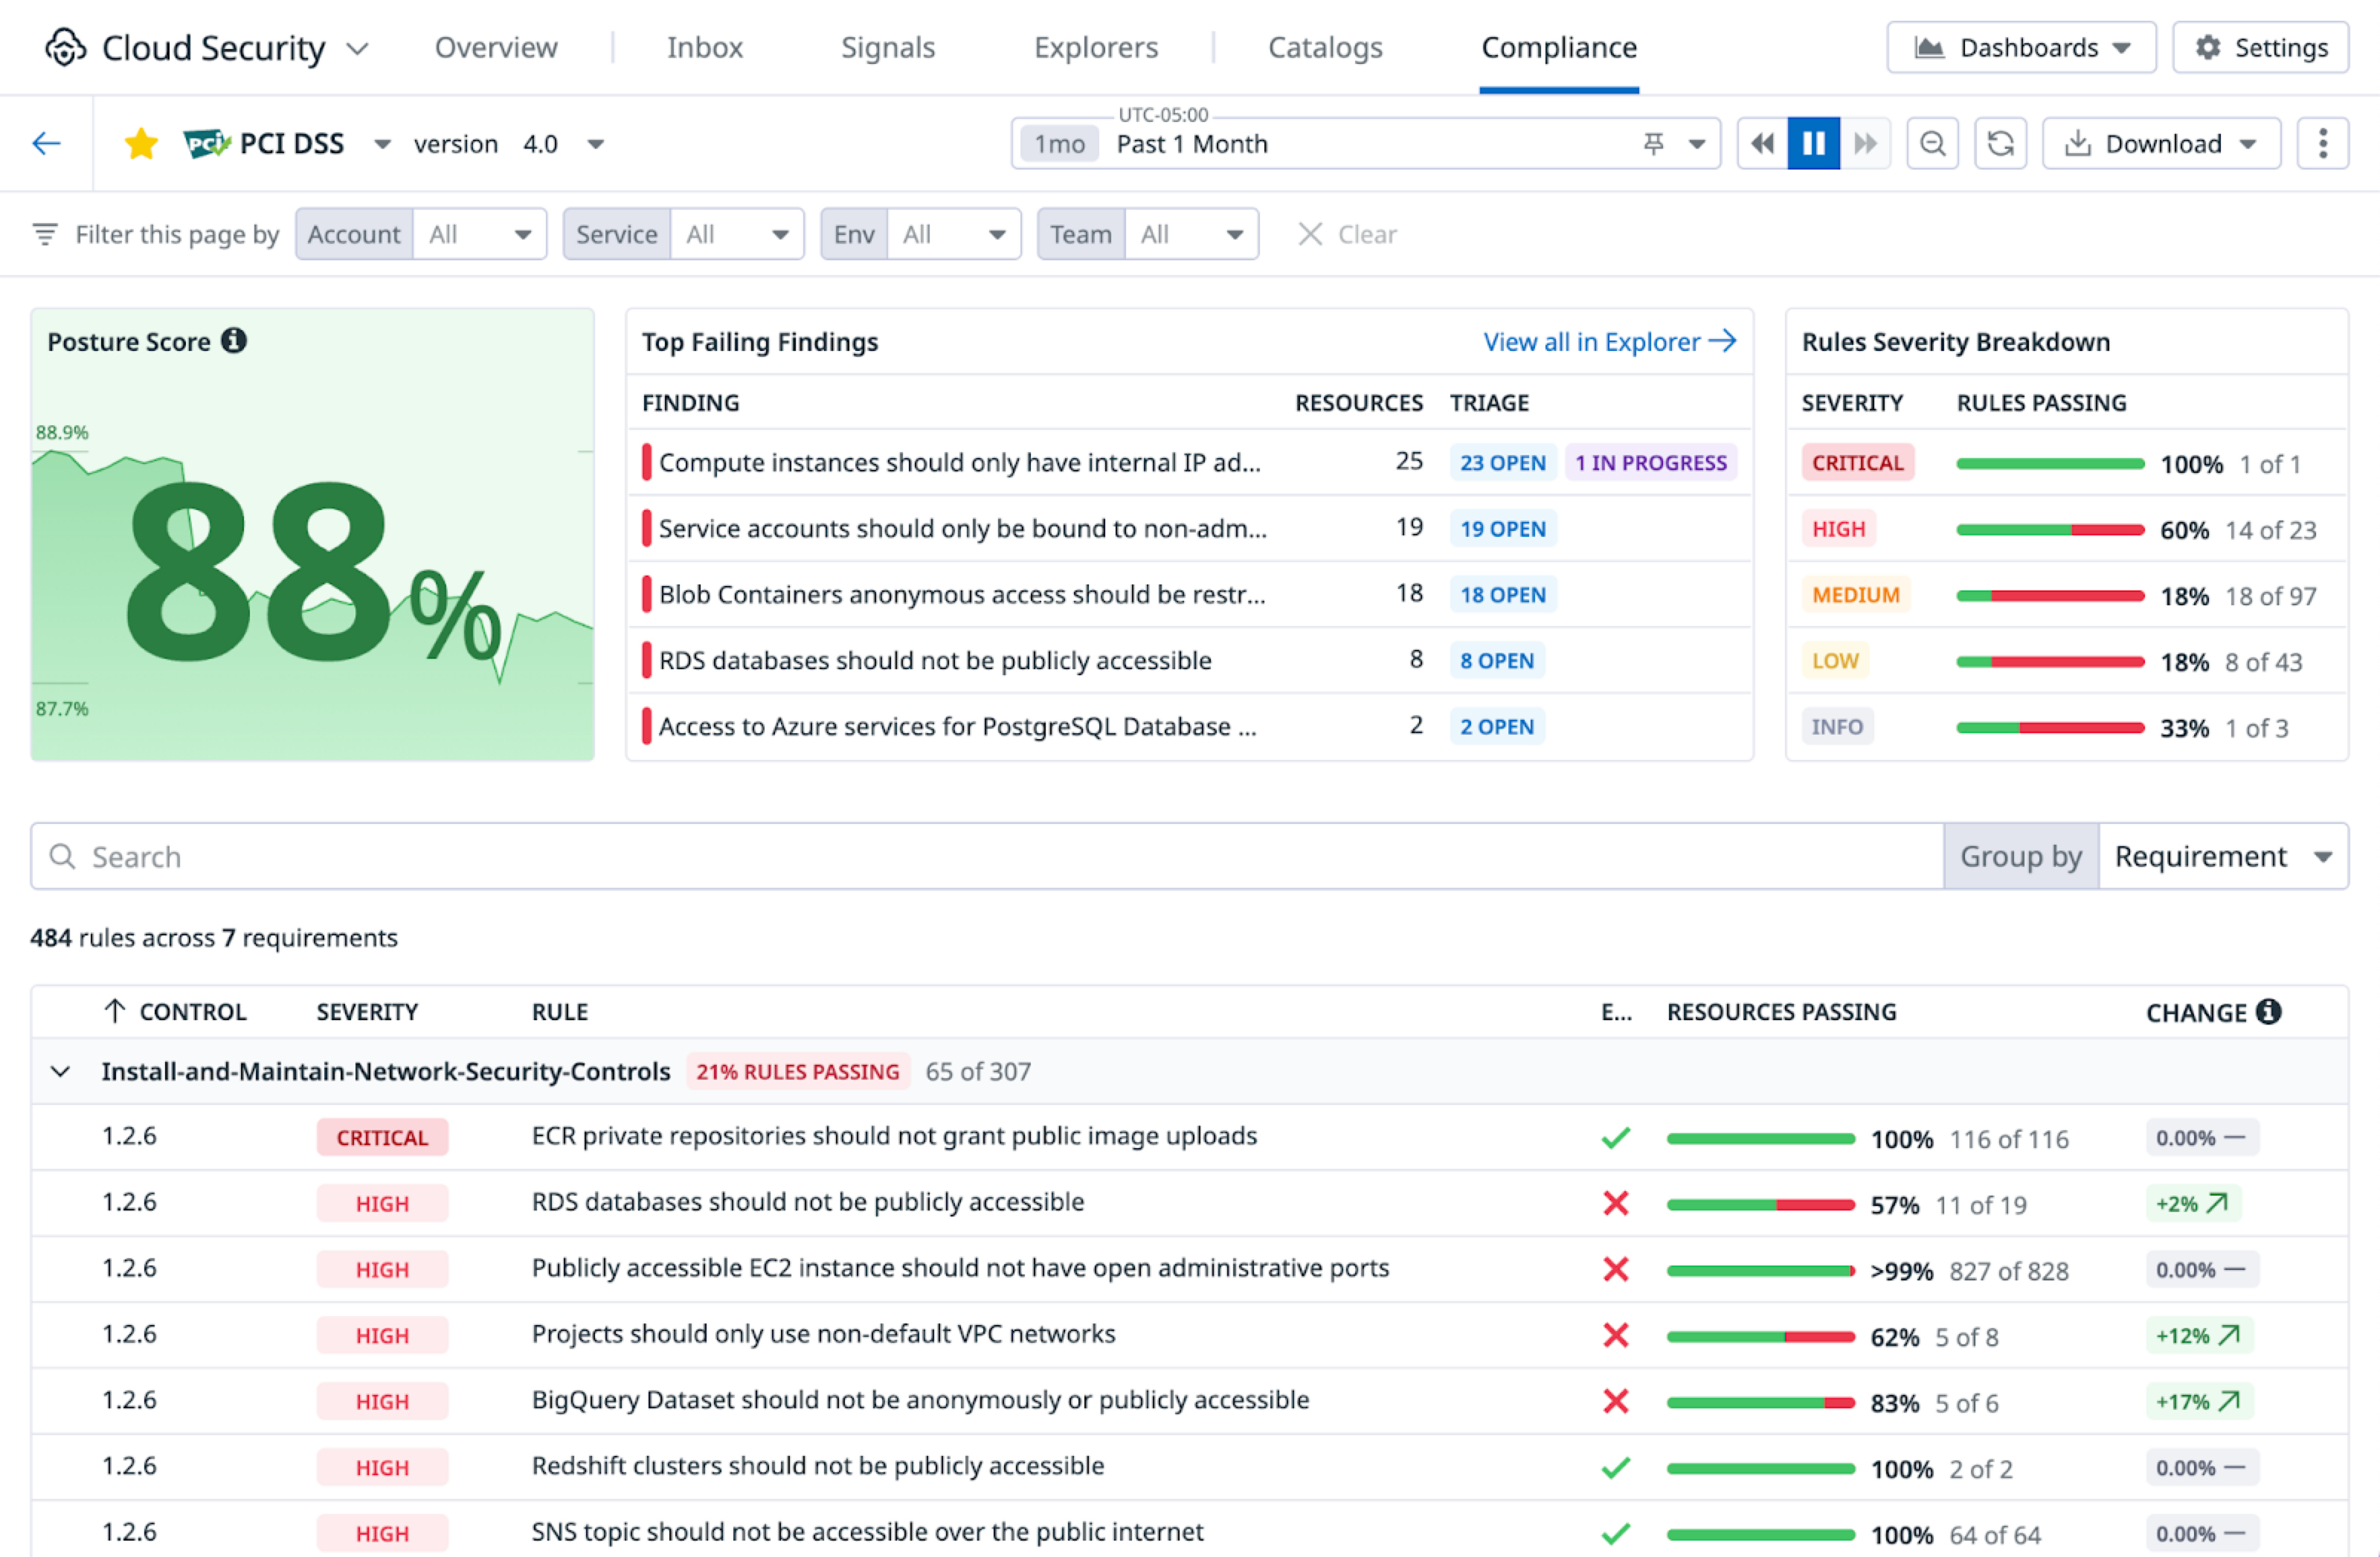 Cloud Security Overview Inbox Signals Explorers Catalogs Compliance Dashboards Settings
PCI PCI DSS version 4.0 UTC-05:00 1mo Past 1 Month Download
Filter this page by Account All Service All Env All Team All Clear
Posture Score
88.9%
88%
87.7%
Top Failing Findings View all in Explorer
FINDING RESOURCES TRIAGE
Compute instances should only have internal IP ad... 25 23 OPEN 1 IN PROGRESS
Service accounts should only be bound to non-adm... 19 19 OPEN
Blob Containers anonymous access should be restr... 18 18 OPEN
RDS databases should not be publicly accessible 8 8 OPEN
Access to Azure services for PostgreSQL Database ... 2 2 OPEN
Rules Severity Breakdown
SEVERITY RULES PASSING
CRITICAL 100% 1 of 1
HIGH 60% 14 of 23
MEDIUM 18% 18 of 97
LOW 18% 8 of 43
INFO 33% 1 of 3
Search Group by Requirement
484 rules across 7 requirements
CONTROL SEVERITY RULE E... RESOURCES PASSING CHANGE
Install-and-Maintain-Network-Security-Controls 21% RULES PASSING 65 of 307
1.2.6 CRITICAL ECR private repositories should not grant public image uploads 100% 116 of 116 0.00% —
1.2.6 HIGH RDS databases should not be publicly accessible 57% 11 of 19 +2%
1.2.6 HIGH Publicly accessible EC2 instance should not have open administrative ports >99% 827 of 828 0.00% —
1.2.6 HIGH Projects should only use non-default VPC networks 62% 5 of 8 +12%
1.2.6 HIGH BigQuery Dataset should not be anonymously or publicly accessible 83% 5 of 6 +17%
1.2.6 HIGH Redshift clusters should not be publicly accessible 100% 2 of 2 0.00% —
1.2.6 HIGH SNS topic should not be accessible over the public internet 100% 64 of 64 0.00% —